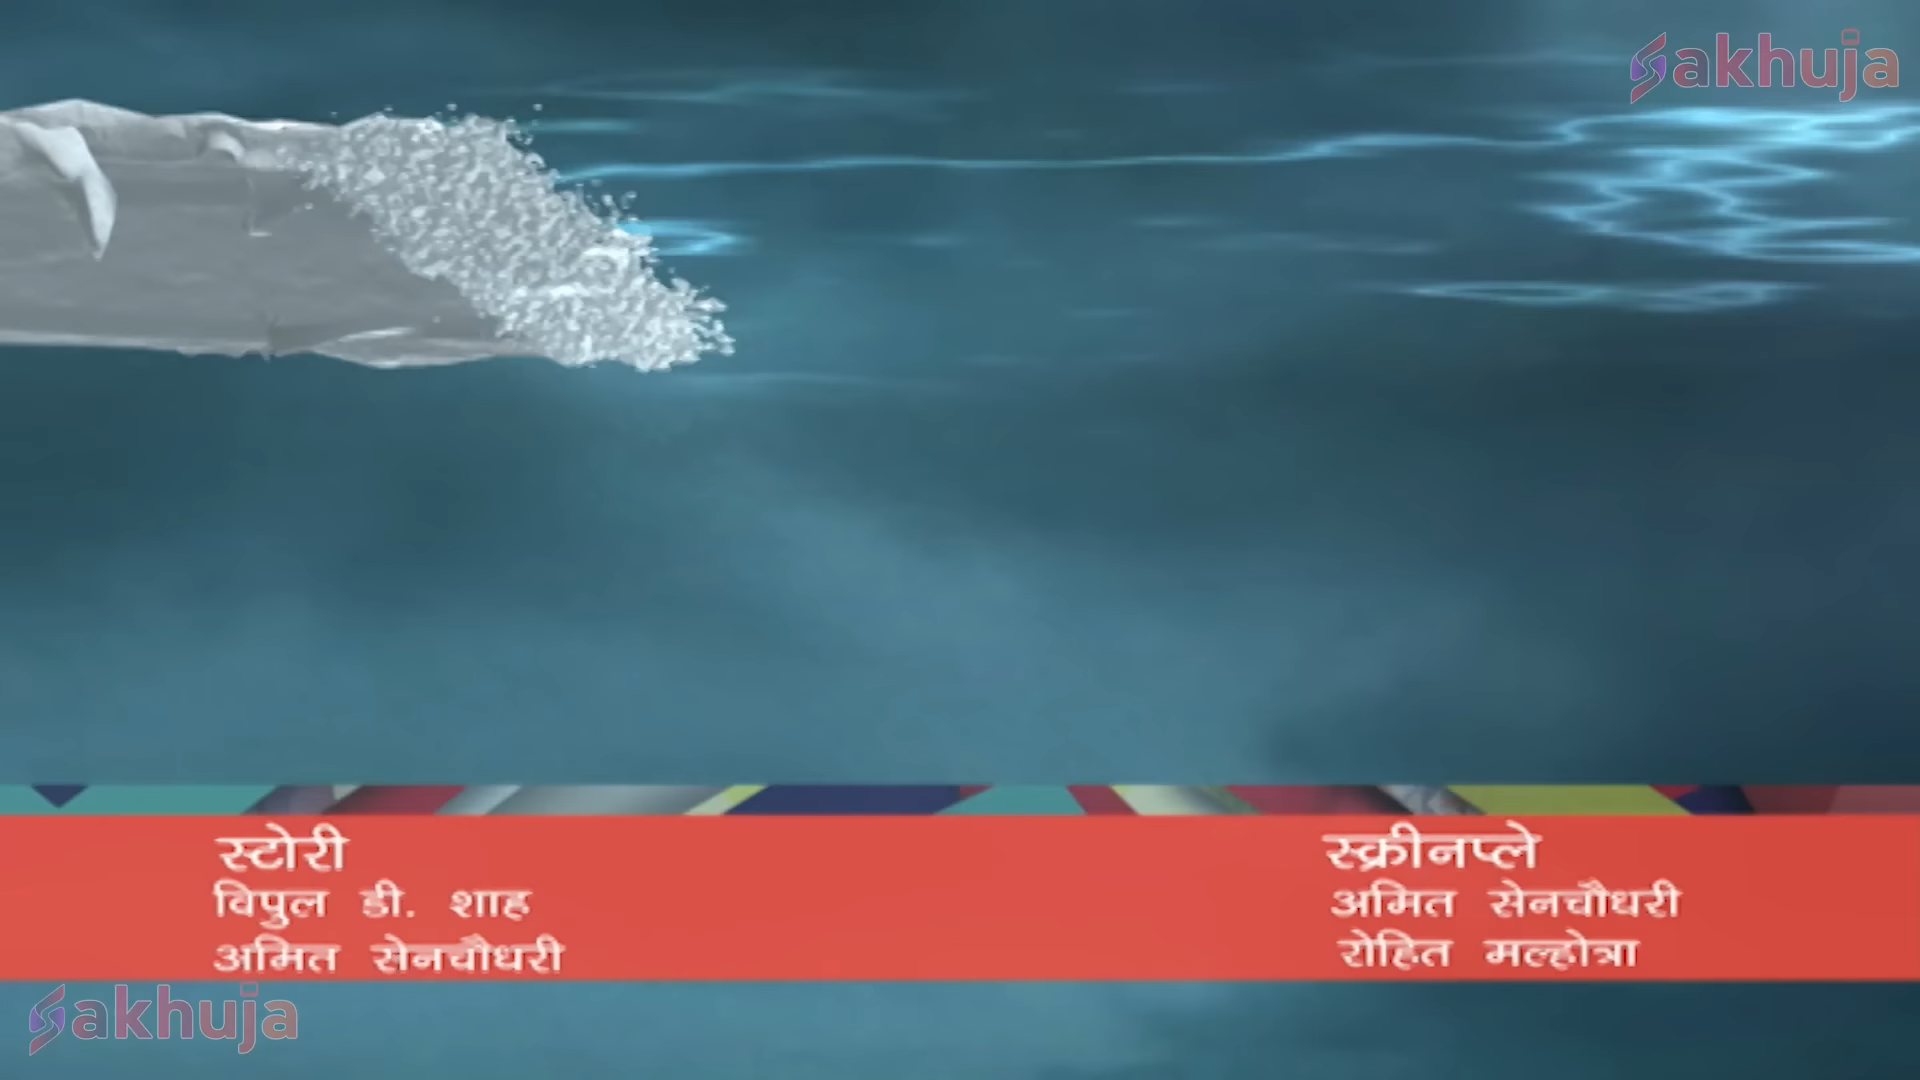 Sakhuja
स्टोरी
विपुल डी. शाह
अमित सेनचौधरी
स्क्रीनप्ले
अमित सेनचौधरी
रोहित मल्होत्रा
Sakhuja